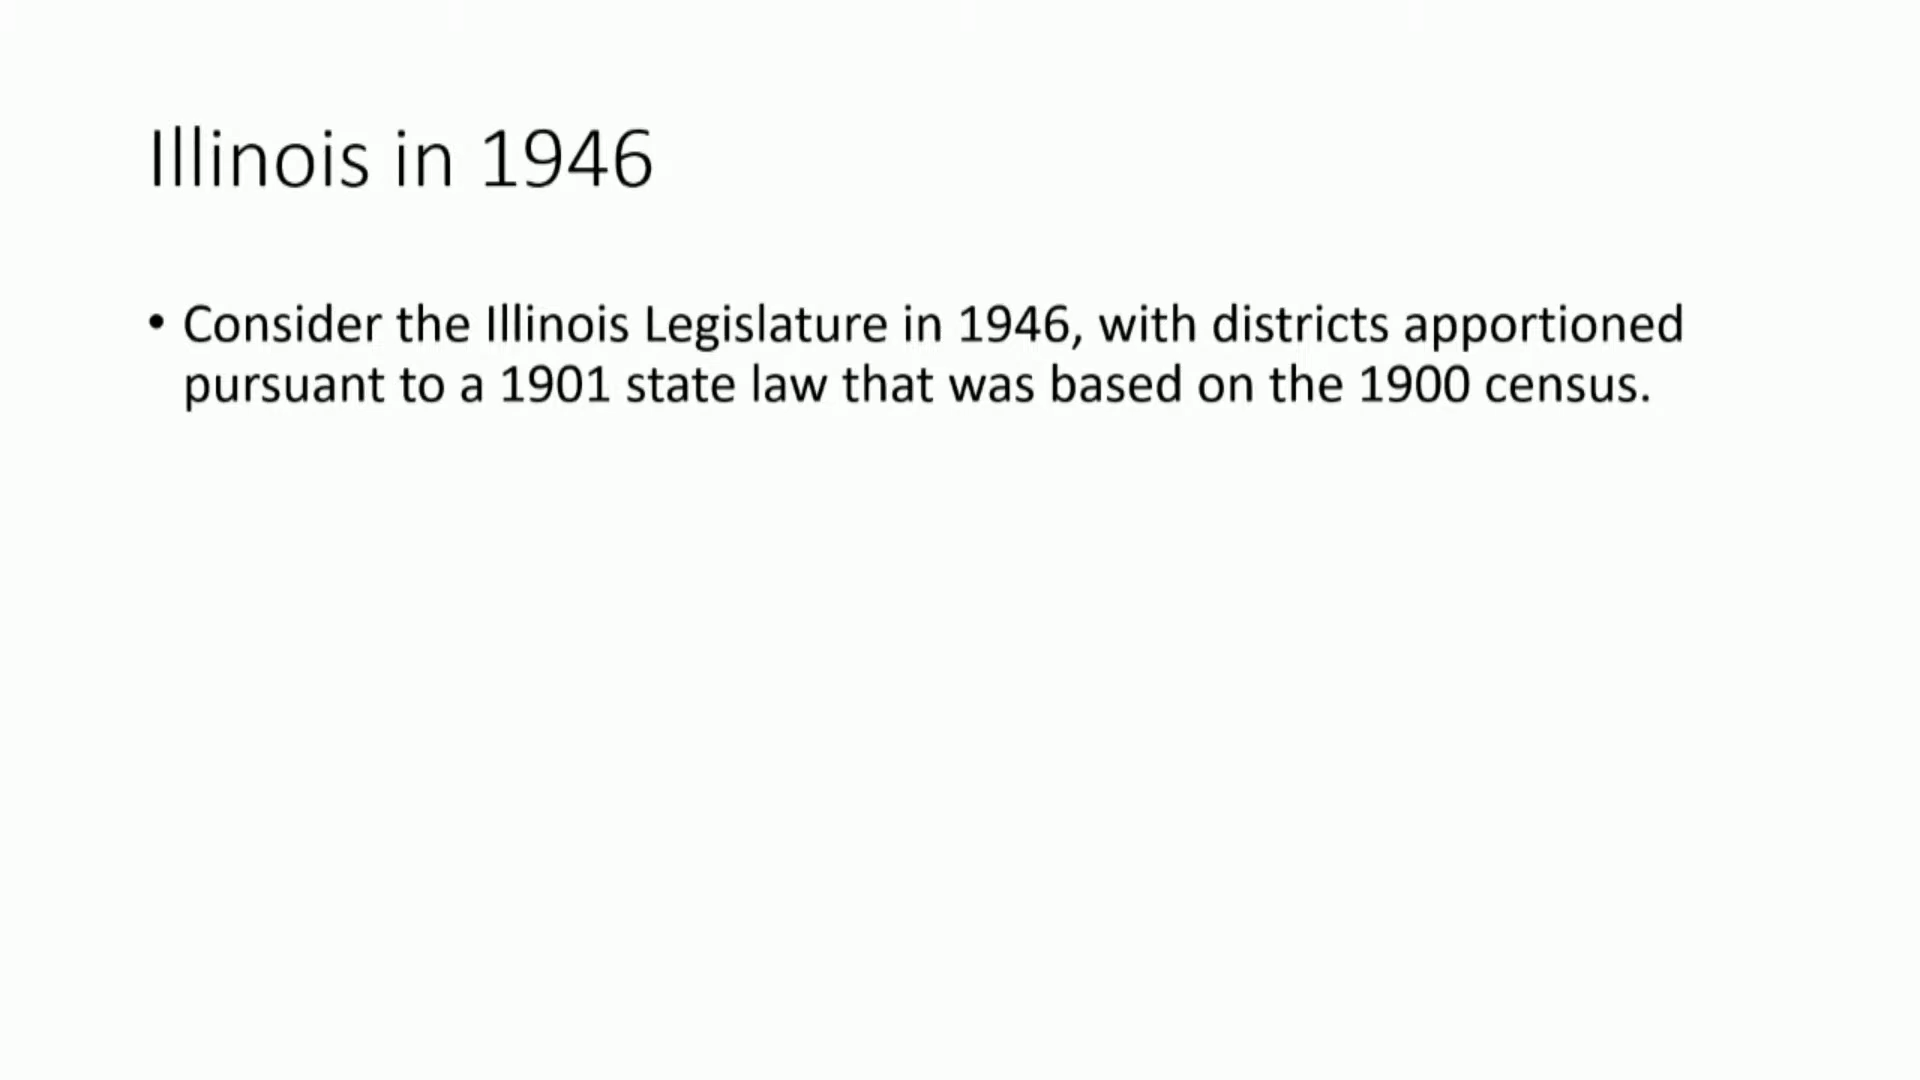 Illinois in 1946
• Consider the Illinois Legislature in 1946, with districts apportioned
pursuant to a 1901 state law that was based on the 1900 census.